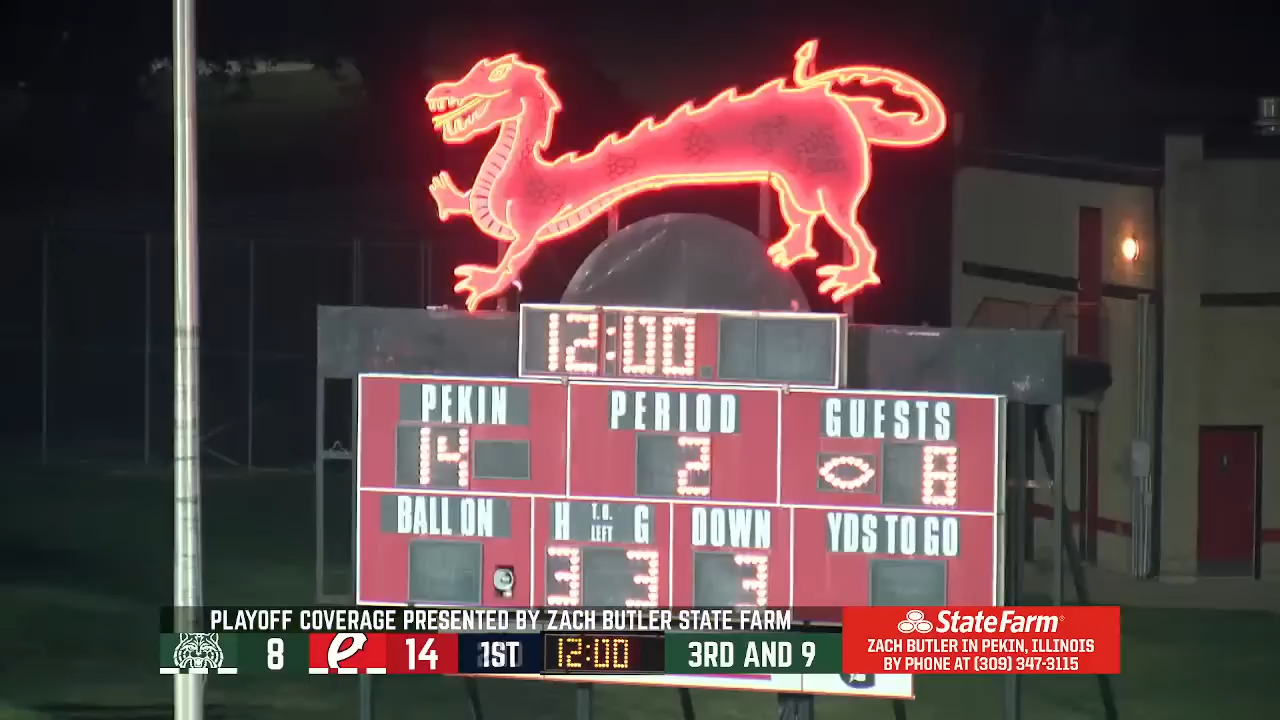 12:00
PEKIN PERIOD GUESTS
14 2 8
BALL ON H T.O. LEFT G DOWN YDS TO GO
3 3 3
PLAYOFF COVERAGE PRESENTED BY ZACH BUTLER STATE FARM
8 e 14 1ST 12:00 3RD AND 9
StateFarm
ZACH BUTLER IN PEKIN, ILLINOIS
BY PHONE AT (309) 347-3115